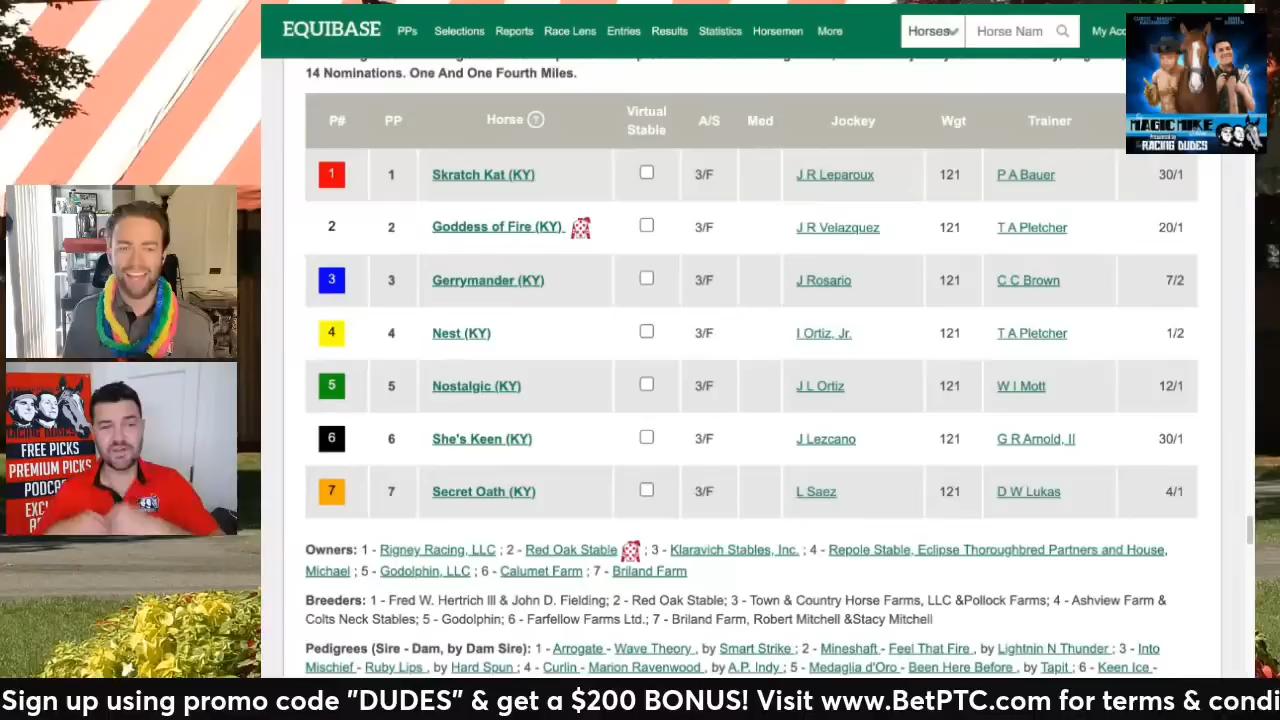 EQUIBASE PPs Selections Reports Race Lens Entries Results Statistics Horsemen More Horses Horse Nam My Acc
14 Nominations. One And One Fourth Miles.
P# PP Horse ? Virtual Stable A/S Med Jockey Wgt Trainer
1 1 Skratch Kat (KY) 3/F J R Leparoux 121 P A Bauer 30/1
2 2 Goddess of Fire (KY) 3/F J R Velazquez 121 T A Pletcher 20/1
3 3 Gerrymander (KY) 3/F J Rosario 121 C C Brown 7/2
4 4 Nest (KY) 3/F I Ortiz, Jr. 121 T A Pletcher 1/2
5 5 Nostalgic (KY) 3/F J L Ortiz 121 W I Mott 12/1
6 6 She's Keen (KY) 3/F J Lezcano 121 G R Arnold, II 30/1
7 7 Secret Oath (KY) 3/F L Saez 121 D W Lukas 4/1
Owners: 1 - Rigney Racing, LLC ; 2 - Red Oak Stable ; 3 - Klaravich Stables, Inc. ; 4 - Repole Stable, Eclipse Thoroughbred Partners and House,
Michael ; 5 - Godolphin, LLC ; 6 - Calumet Farm ; 7 - Briland Farm
Breeders: 1 - Fred W. Hertrich III & John D. Fielding; 2 - Red Oak Stable; 3 - Town & Country Horse Farms, LLC &Pollock Farms; 4 - Ashview Farm &
Colts Neck Stables; 5 - Godolphin; 6 - Farfellow Farms Ltd.; 7 - Briland Farm, Robert Mitchell &Stacy Mitchell
Pedigrees (Sire - Dam, by Dam Sire): 1 - Arrogate - Wave Theory , by Smart Strike ; 2 - Mineshaft - Feel That Fire , by Lightnin N Thunder ; 3 - Into
Mischief - Ruby Lips , by Hard Spun ; 4 - Curlin - Marion Ravenwood , by A.P. Indy ; 5 - Medaglia d'Oro - Been Here Before , by Tapit ; 6 - Keen Ice -
MAGIC MIKE
RACING DUDES
RACING DUDES
FREE PICKS
PREMIUM PICKS
PODCA
EXC
Sign up using promo code "DUDES" & get a $200 BONUS! Visit www.BetPTC.com for terms & condi